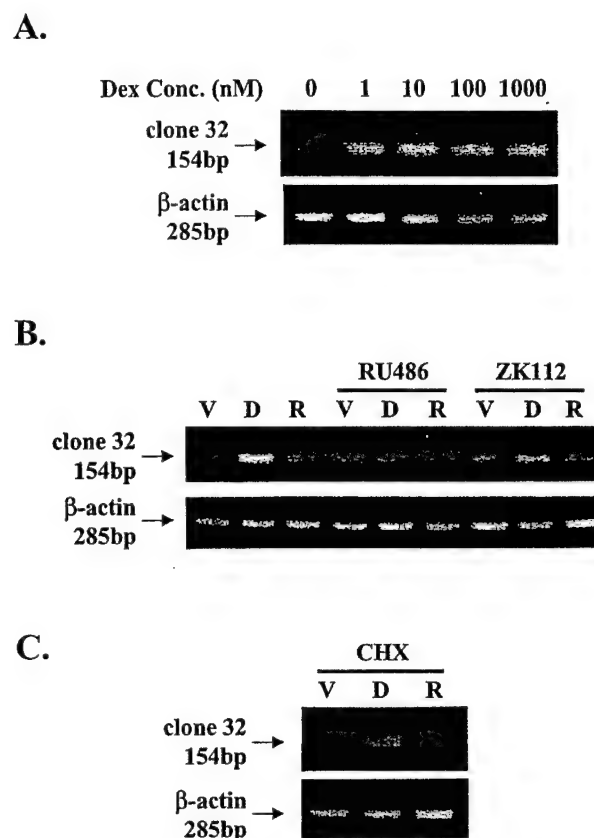 A.
Dex Conc. (nM) 0 1 10 100 1000
clone 32
154bp
β-actin
285bp
B.
RU486 ZK112
V D R V D R V D R
clone 32
154bp
β-actin
285bp
C.
CHX
V D R
clone 32
154bp
β-actin
285bp